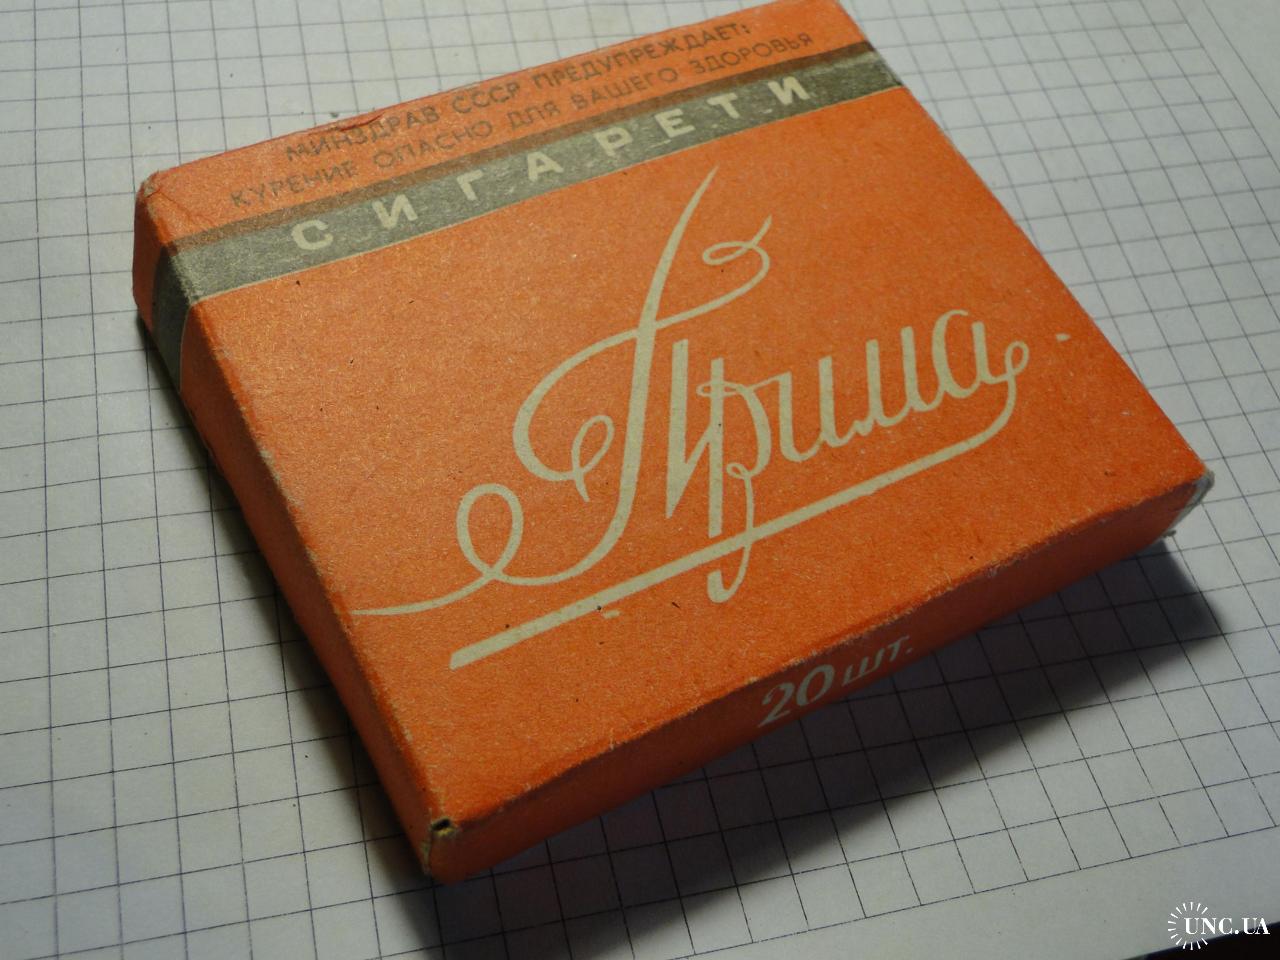 МИНЗДРАВ СССР ПРЕДУПРЕЖДАЕТ:
КУРЕНИЕ ОПАСНО ДЛЯ ВАШЕГО ЗДОРОВЬЯ
СИГАРЕТИ
Прима
20 шт.
UNC.UA